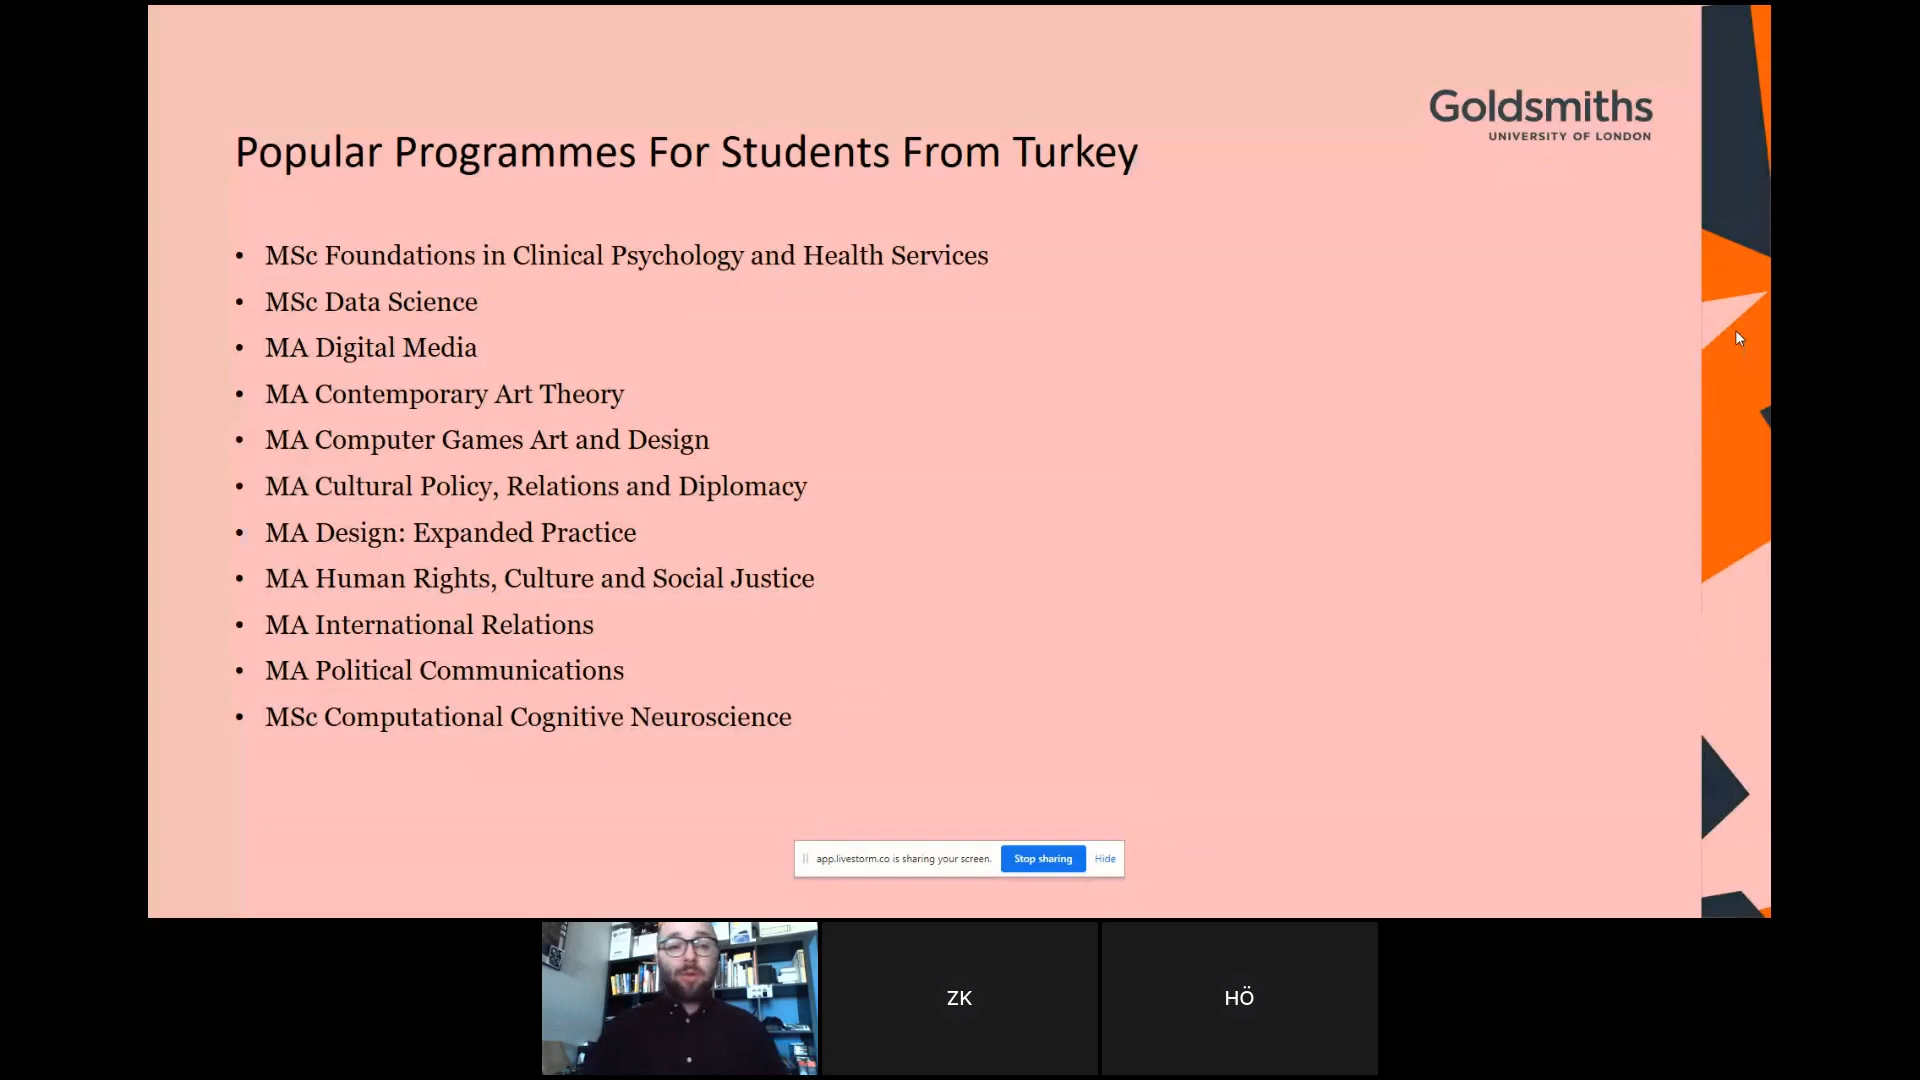 Goldsmiths
UNIVERSITY OF LONDON
Popular Programmes For Students From Turkey
• MSc Foundations in Clinical Psychology and Health Services
• MSc Data Science
• MA Digital Media
• MA Contemporary Art Theory
• MA Computer Games Art and Design
• MA Cultural Policy, Relations and Diplomacy
• MA Design: Expanded Practice
• MA Human Rights, Culture and Social Justice
• MA International Relations
• MA Political Communications
• MSc Computational Cognitive Neuroscience
app.livestorm.co is sharing your screen. Stop sharing Hide
ZK
HÖ